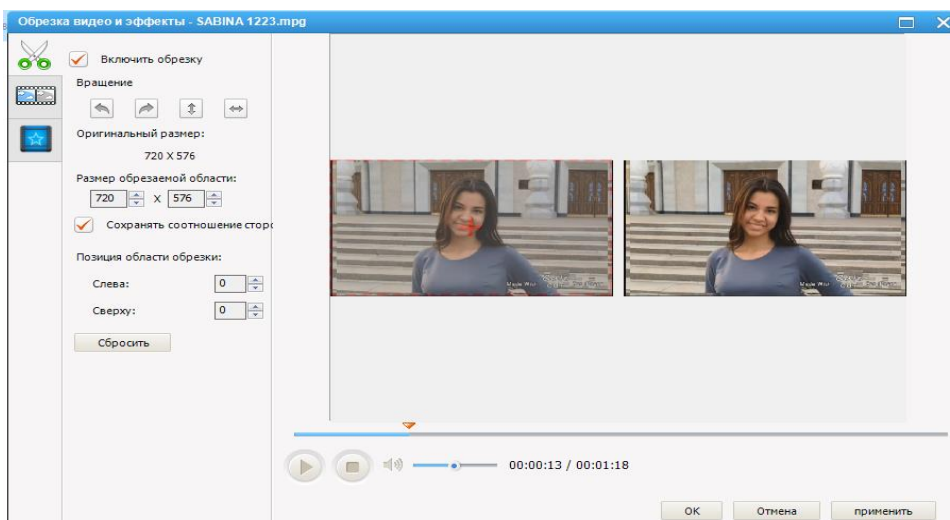 Обрезка видео и эффекты - SABINA 1223.mpg
Включить обрезку
Вращение
Оригинальный размер:
720 X 576
Размер обрезаемой области:
720 X 576
Сохранять соотношение сторо
Позиция области обрезки:
Слева: 0
Сверху: 0
Сбросить
00:00:13 / 00:01:18
OK Отмена применить